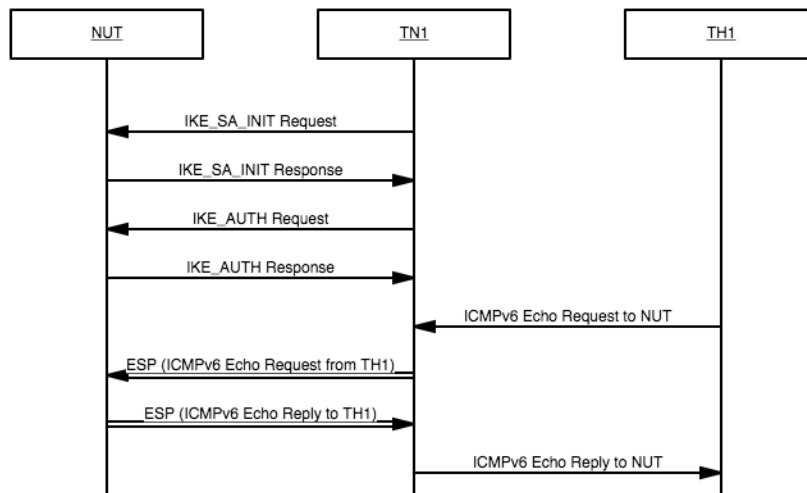 NUT
TN1
TH1
IKE_SA_INIT Request
IKE_SA_INIT Response
IKE_AUTH Request
IKE_AUTH Response
ICMPv6 Echo Request to NUT
ESP (ICMPv6 Echo Request from TH1)
ESP (ICMPv6 Echo Reply to TH1)
ICMPv6 Echo Reply to NUT